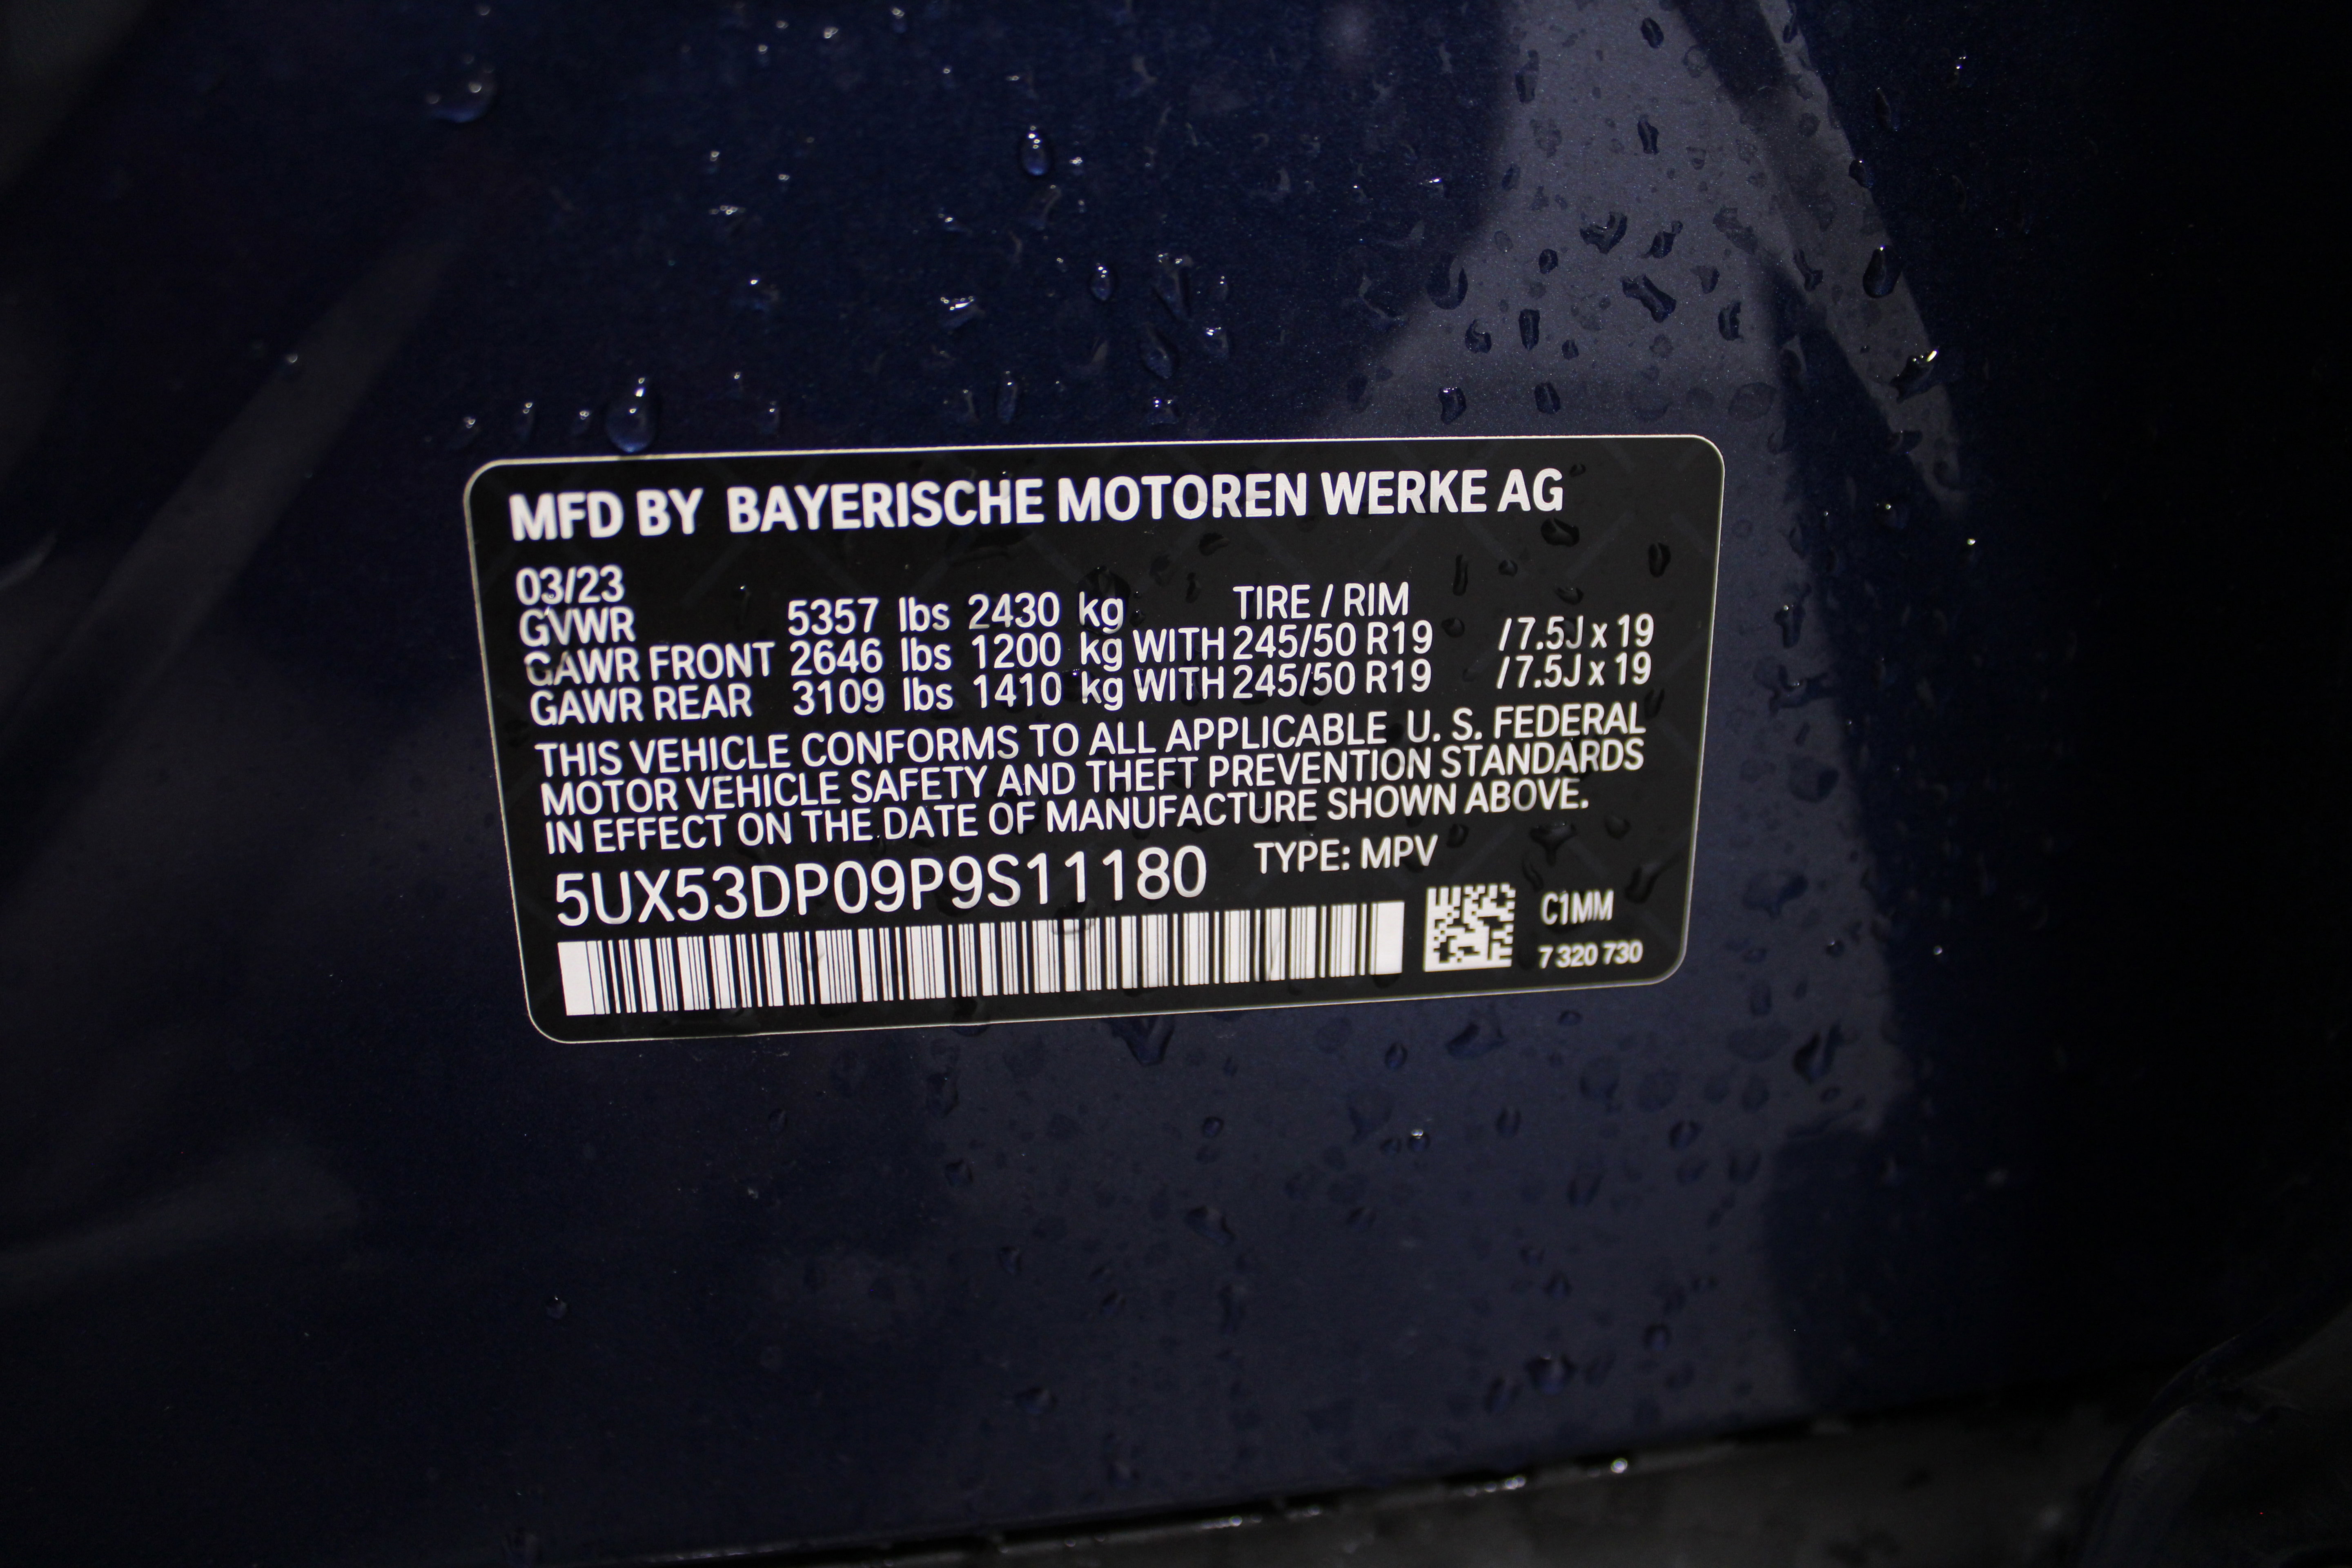 MFD BY BAYERISCHE MOTOREN WERKE AG
03/23
GVWR 5357 lbs 2430 kg TIRE / RIM
GAWR FRONT 2646 lbs 1200 kg WITH 245/50 R19 / 7.5J x 19
GAWR REAR 3109 lbs 1410 kg WITH 245/50 R19 / 7.5J x 19
THIS VEHICLE CONFORMS TO ALL APPLICABLE U. S. FEDERAL
MOTOR VEHICLE SAFETY AND THEFT PREVENTION STANDARDS
IN EFFECT ON THE DATE OF MANUFACTURE SHOWN ABOVE.
5UX53DP09P9S11180 TYPE: MPV
C1MM
7 320 730